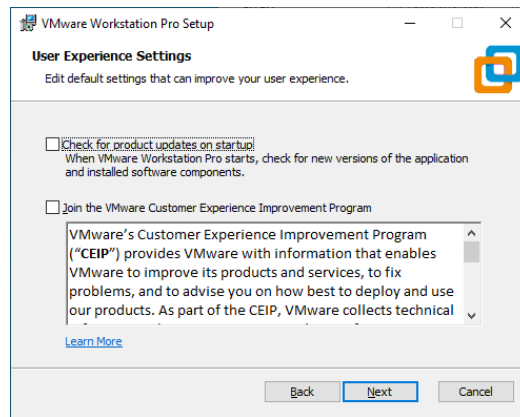 VMware Workstation Pro Setup
User Experience Settings
Edit default settings that can improve your user experience.
Check for product updates on startup
When VMware Workstation Pro starts, check for new versions of the application
and installed software components.
Join the VMware Customer Experience Improvement Program
VMware's Customer Experience Improvement Program
("CEIP") provides VMware with information that enables
VMware to improve its products and services, to fix
problems, and to advise you on how best to deploy and use
our products. As part of the CEIP, VMware collects technical
Learn More
Back Next Cancel